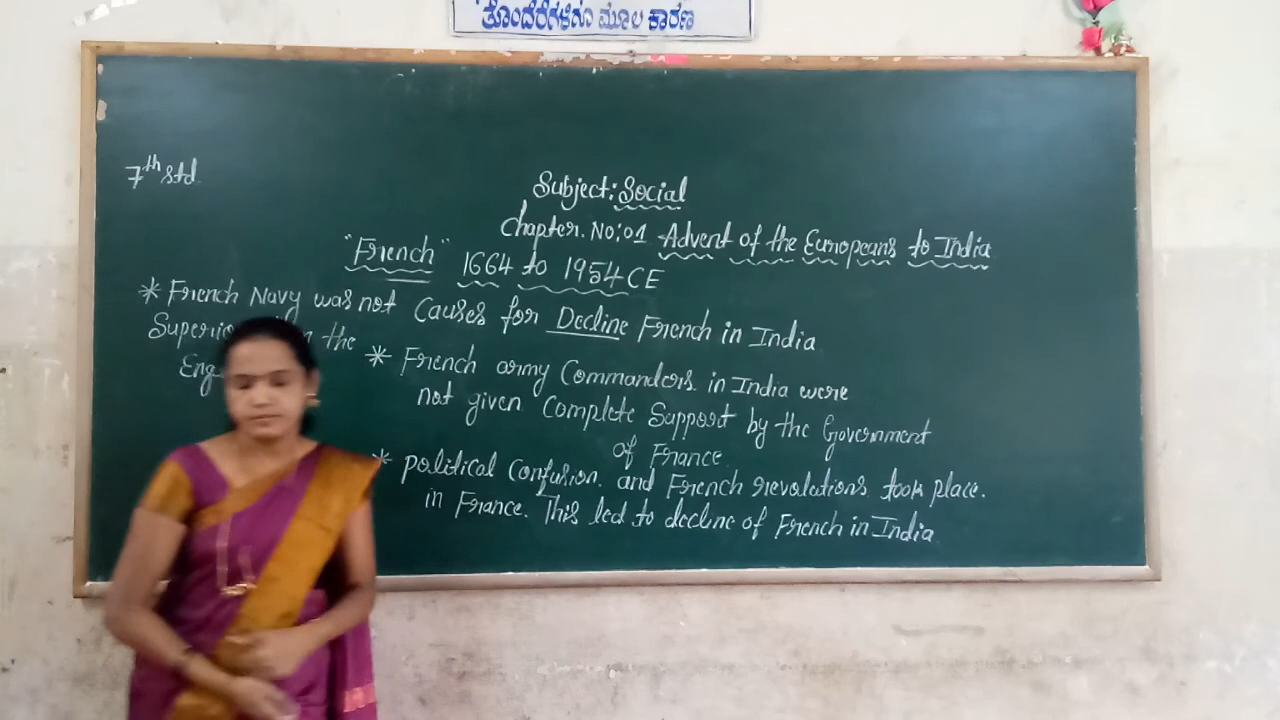 ತೊಂದರೆಗಳಿಗೂ ಮೂಲ ಕಾರಣ
7th std.
Subject: Social
Chapter. No:01 Advent of the Europeans to India
"French" 1664 to 1954 CE
Causes for Decline French in India
* French Navy was not
the
* French army Commanders in India were
not given Complete Support by the Government
of France
* political confusion. and French revolutions took place.
in France. This led to decline of French in India